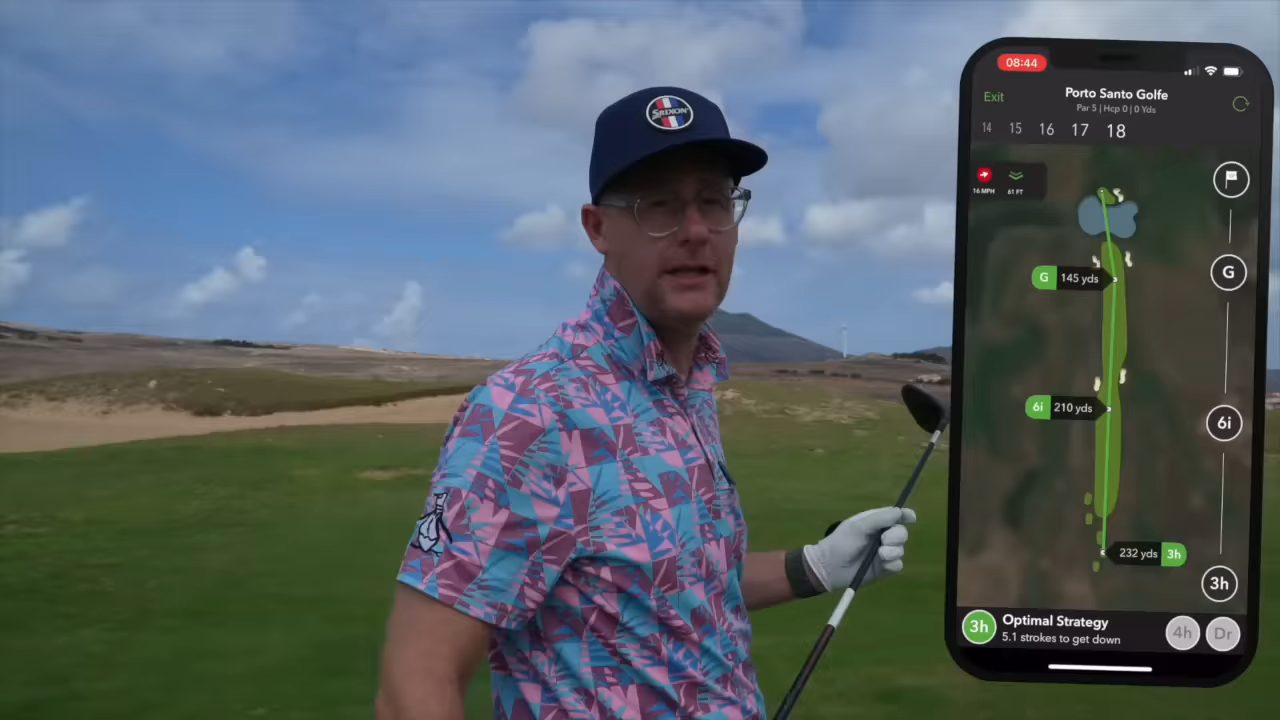 SRIXON
08:44
Exit
Porto Santo Golfe
Par 5 | Hcp 0 | 0 Yds
14 15 16 17 18
16 MPH
61 FT
G 145 yds
G
6i 210 yds
6i
232 yds 3h
3h
3h
Optimal Strategy
5.1 strokes to get down
4h
Dr